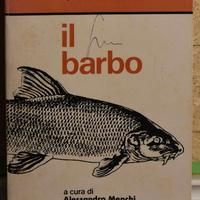 il
barbo
a cura di
Alessandro Menchi